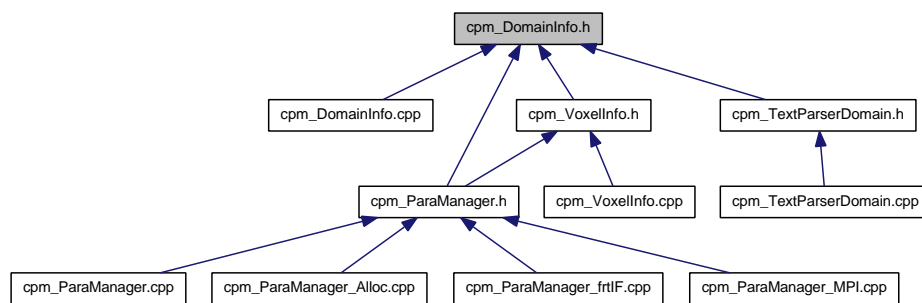 cpm_DomainInfo.h
cpm_DomainInfo.cpp
cpm_VoxelInfo.h
cpm_TextParserDomain.h
cpm_ParaManager.h
cpm_VoxelInfo.cpp
cpm_TextParserDomain.cpp
cpm_ParaManager.cpp
cpm_ParaManager_Alloc.cpp
cpm_ParaManager_frtIF.cpp
cpm_ParaManager_MPI.cpp